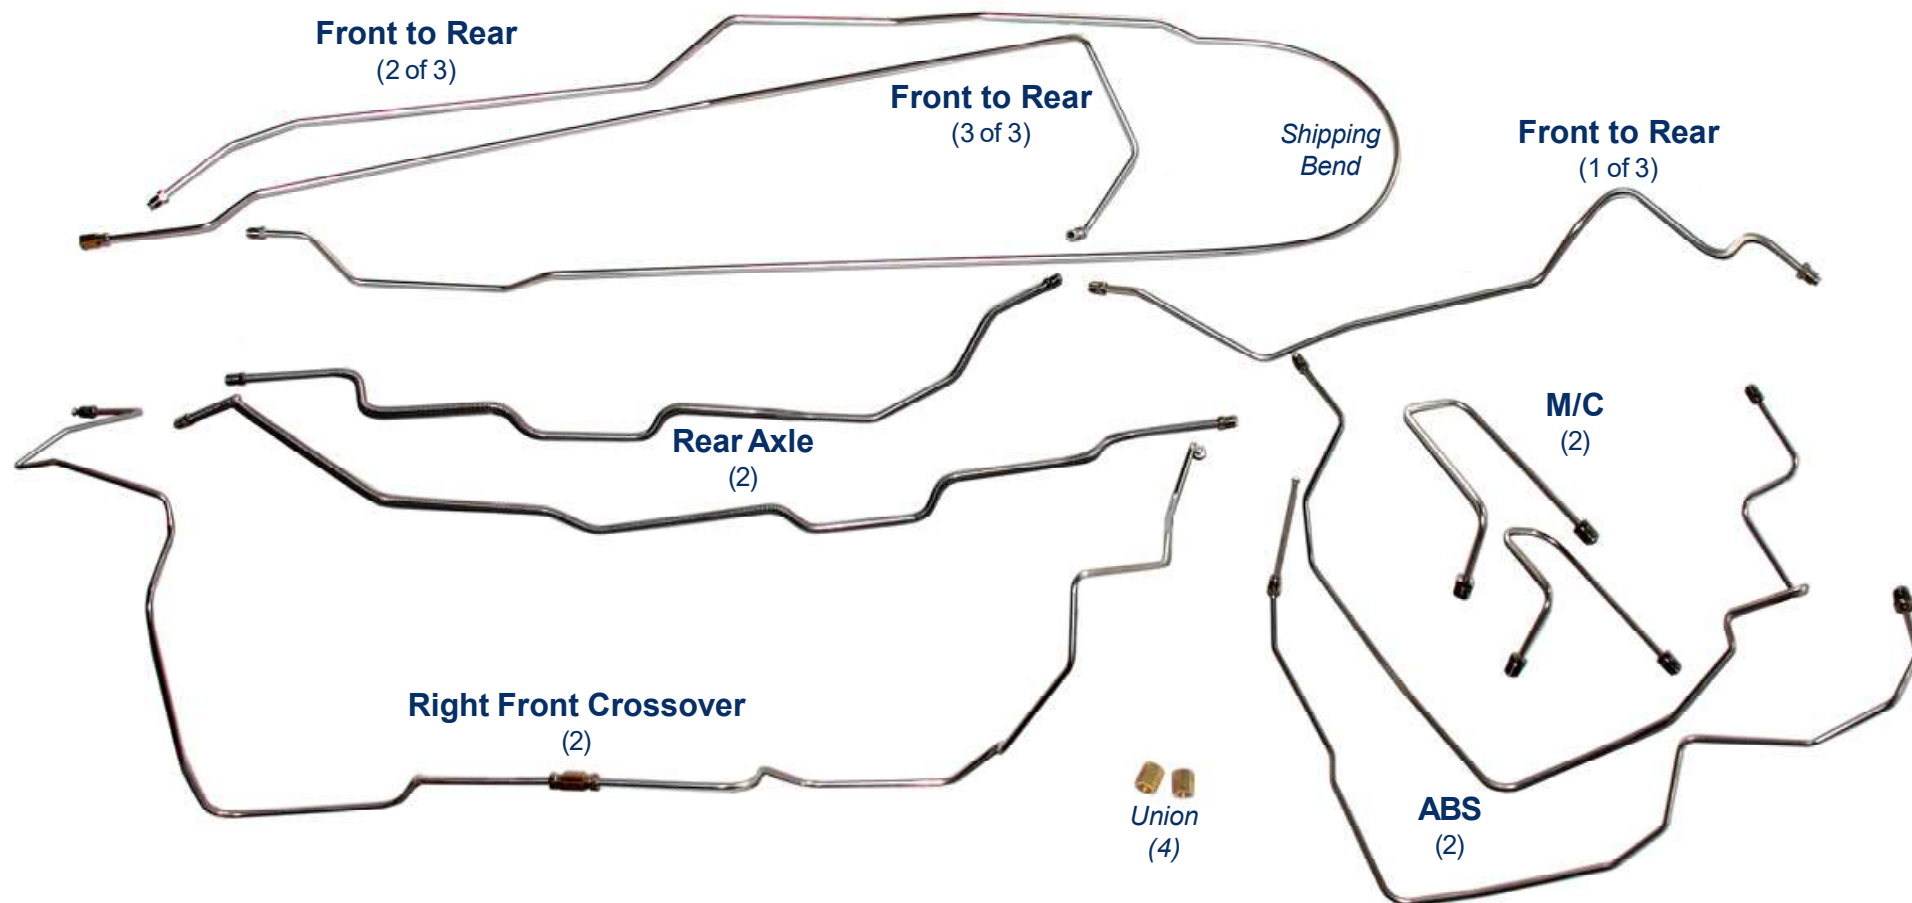 Front to Rear
(2 of 3)
Front to Rear
(3 of 3)
Shipping
Bend
Front to Rear
(1 of 3)
M/C
(2)
Rear Axle
(2)
Right Front Crossover
(2)
Union
(4)
ABS
(2)